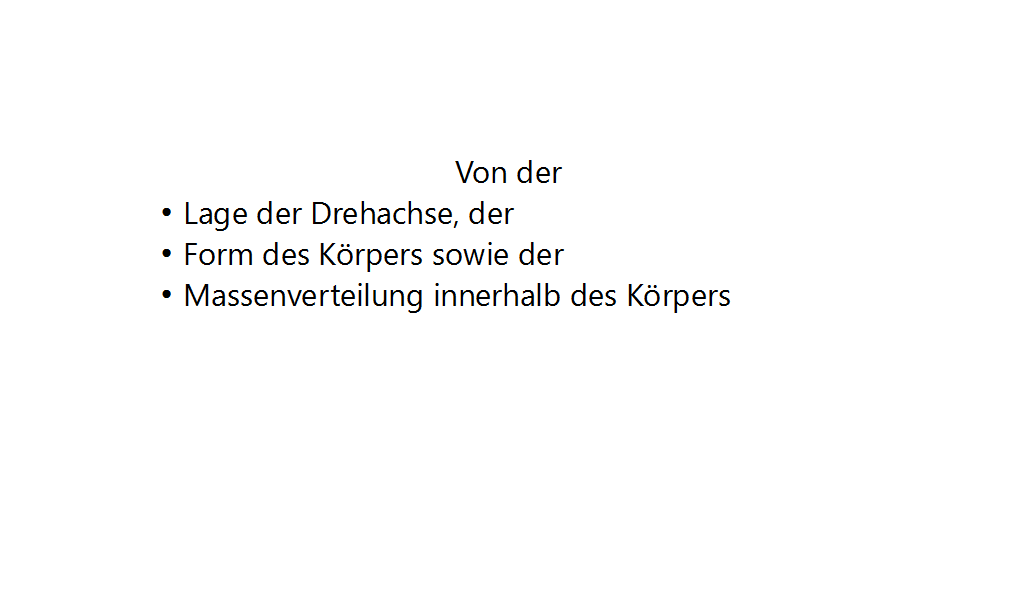 Von der
• Lage der Drehachse, der
• Form des Körpers sowie der
• Massenverteilung innerhalb des Körpers